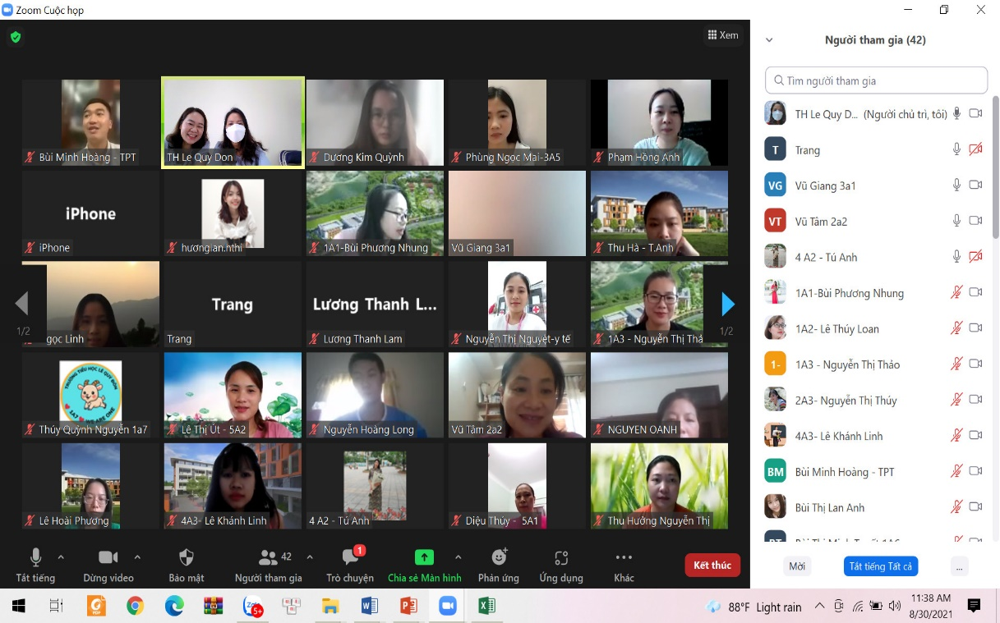 Zoom Cuộc họp
Xem
Bùi Minh Hoàng - TPT
TH Le Quy Don
Dương Kim Quỳnh
Phùng Ngọc Mai-3A5
Phạm Hồng Anh
iPhone
iPhone
huonglan.nthi
1A1-Bùi Phương Nhung
Vũ Giang 3a1
Thu Hà - T.Anh
1/2
gọc Linh
Trang
Trang
Lương Thanh L...
Lương Thanh Lam
Nguyễn Thị Nguyệt-y tế
1A3 - Nguyễn Thị Thả
1/2
Thúy Quỳnh Nguyễn 1a7
Lê Thị Út - 5A2
Nguyễn Hoàng Long
Vũ Tâm 2a2
NGUYEN OANH
Lê Hoài Phượng
4A3- Lê Khánh Linh
4 A2 - Tú Anh
Diệu Thúy - 5A1
Thu Hưởng Nguyễn Thị
Tắt tiếng
Dừng video
Bảo mật
42
Người tham gia
1
Trò chuyện
Chia sẻ Màn hình
Phản ứng
Ứng dụng
Khác
Kết thúc
Người tham gia (42)
Tìm người tham gia
TH Le Quy D... (Người chủ trì, tôi)
T Trang
VG Vũ Giang 3a1
VT Vũ Tâm 2a2
4 A2 - Tú Anh
1A1-Bùi Phương Nhung
1A2- Lê Thúy Loan
1- 1A3 - Nguyễn Thị Thảo
2A3- Nguyễn Thị Thúy
4A3- Lê Khánh Linh
BM Bùi Minh Hoàng - TPT
Bùi Thị Lan Anh
Mời
Tắt tiếng Tất cả
...
5+
88°F Light rain
11:38 AM
8/30/2021